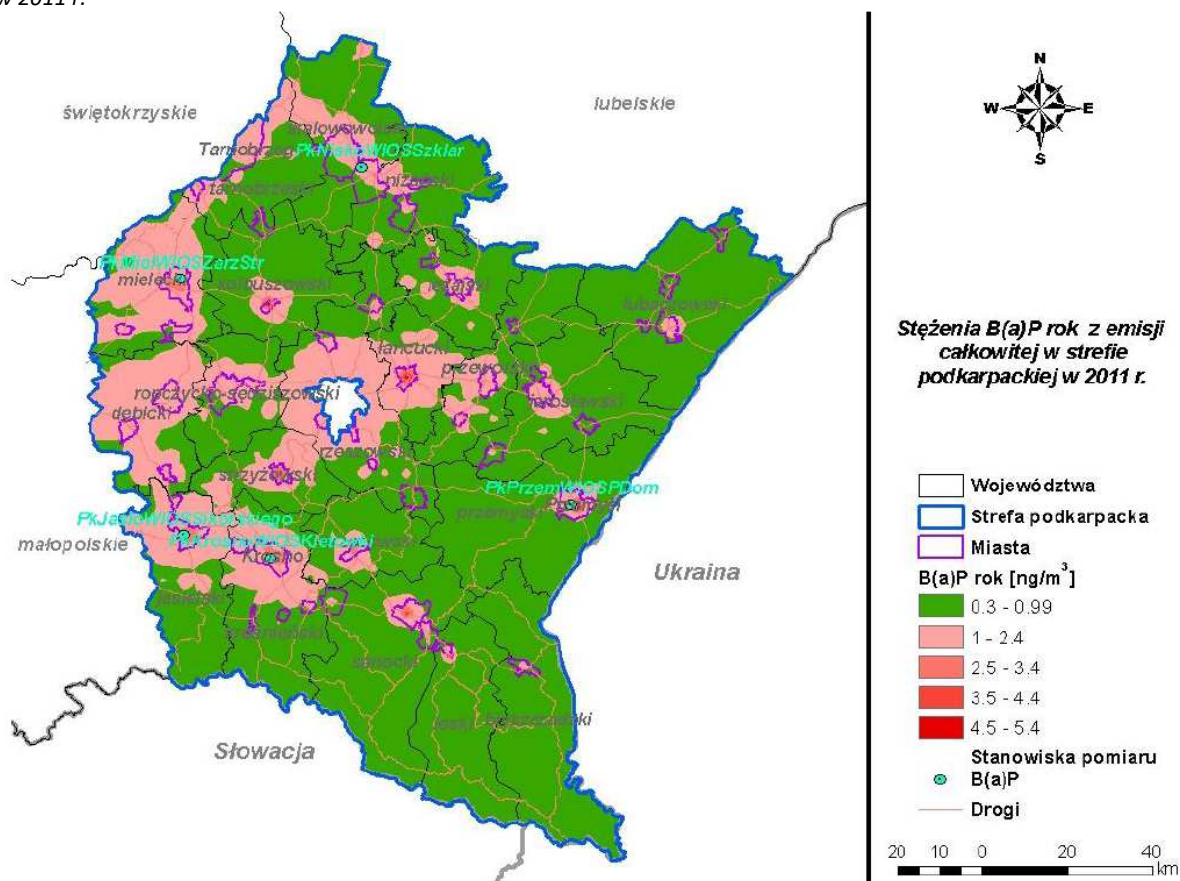 w 2011 r.
świętokrzyskie
lubelskie
Tarnobrzeg
PkNiskoWIOSSzklar
niżański
tarnobrzeski
PkMielWIOSZarzStr
mielecki
kolbuszowski
leżajski
lubaczowski
łańcucki
przeworski
ropczycko-sędziszowski
dębicki
jarosławski
rzeszowski
strzyżowski
PkPrzemWIOSPDom
przemyski
PkJasloWIOSSikorskiego
małopolskie
PkKrosnoWIOSKletowki
Krosno
Ukraina
jasielski
krośnieński
sanocki
leski
bieszczadzki
Słowacja
N
W
E
S
Stężenia B(a)P rok z emisji
całkowitej w strefie
podkarpackiej w 2011 r.
Województwa
Strefa podkarpacka
Miasta
B(a)P rok [ng/m³]
0.3 - 0.99
1 - 2.4
2.5 - 3.4
3.5 - 4.4
4.5 - 5.4
Stanowiska pomiaru
B(a)P
Drogi
20 10 0 20 40
km